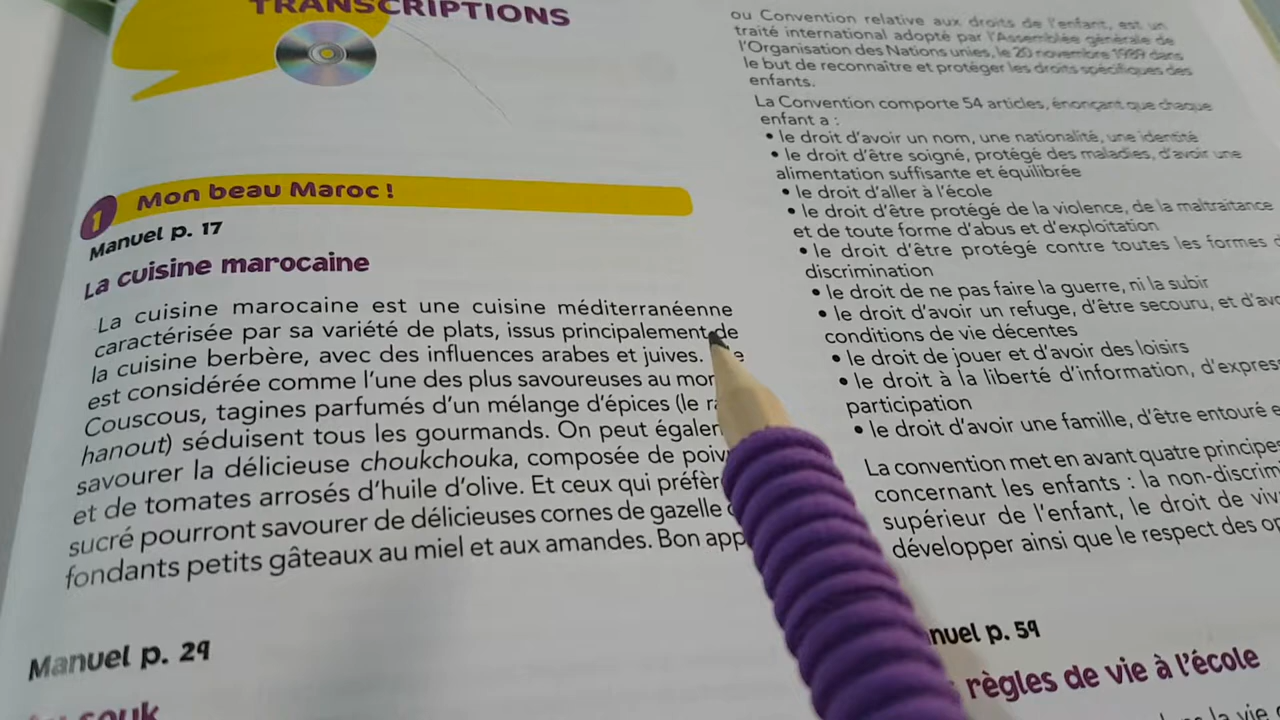 TRANSCRIPTIONS
1 Mon beau Maroc !
Manuel p. 17
La cuisine marocaine
La cuisine marocaine est une cuisine méditerranéenne
caractérisée par sa variété de plats, issus principalement de
la cuisine berbère, avec des influences arabes et juives.
est considérée comme l'une des plus savoureuses au
Couscous, tagines parfumés d'un mélange d'épices (le
hanout) séduisent tous les gourmands. On peut
savourer la délicieuse choukchouka, composée de
et de tomates arrosés d'huile d'olive. Et ceux qui
sucré pourront savourer de délicieuses cornes de gazelle
fondants petits gâteaux au miel et aux amandes. Bon
Manuel p. 29
souk
ou Convention relative aux droits de l'enfant, est un
traité international adopté par l'Assemblée générale de
l'Organisation des Nations unies, le 20 novembre 1989 dans
le but de reconnaître et protéger les droits spécifiques des
enfants.
La Convention comporte 54 articles, énonçant que chaque
enfant a :
• le droit d'avoir un nom, une nationalité, une identité
• le droit d'être soigné, protégé des maladies, d'avoir une
alimentation suffisante et équilibrée
• le droit d'aller à l'école
• le droit d'être protégé de la violence, de la maltraitance
et de toute forme d'abus et d'exploitation
• le droit d'être protégé contre toutes les formes
discrimination
• le droit de ne pas faire la guerre, ni la subir
• le droit d'avoir un refuge, d'être secouru, et
conditions de vie décentes
• le droit de jouer et d'avoir des loisirs
• le droit à la liberté d'information,
participation
• le droit d'avoir une famille, d'être entouré
La convention met en avant quatre
concernant les enfants : la
supérieur de l'enfant, le droit de
développer ainsi que le respect des
p. 59
règles de vie à l'école
la vie